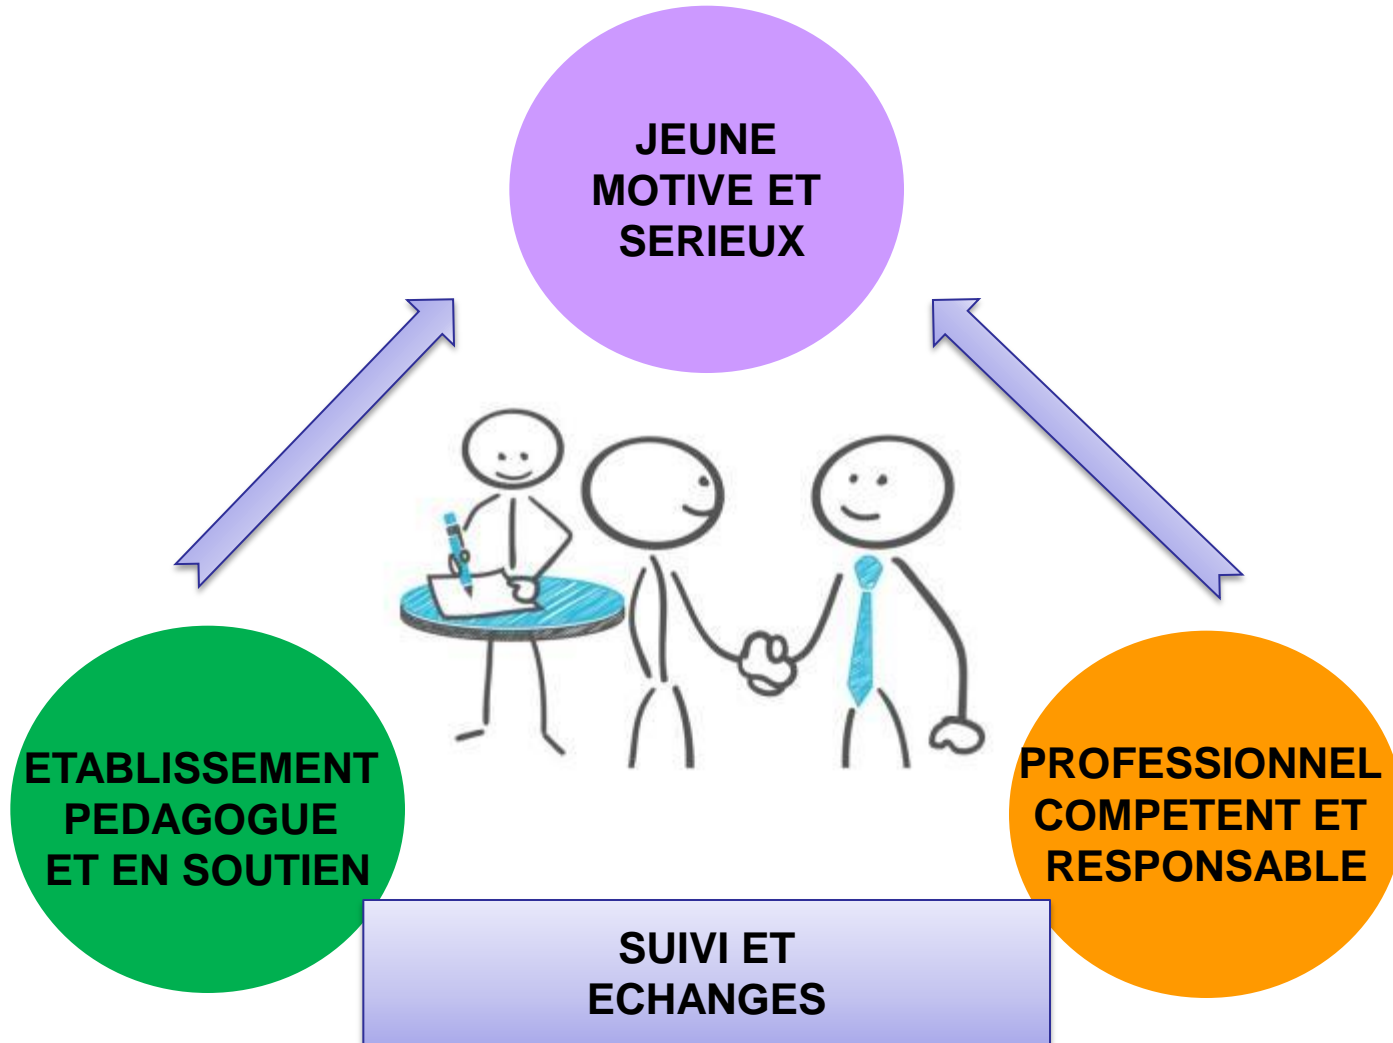 JEUNE
MOTIVE ET
SERIEUX
ETABLISSEMENT
PEDAGOGUE
ET EN SOUTIEN
PROFESSIONNEL
COMPETENT ET
RESPONSABLE
SUIVI ET
ECHANGES